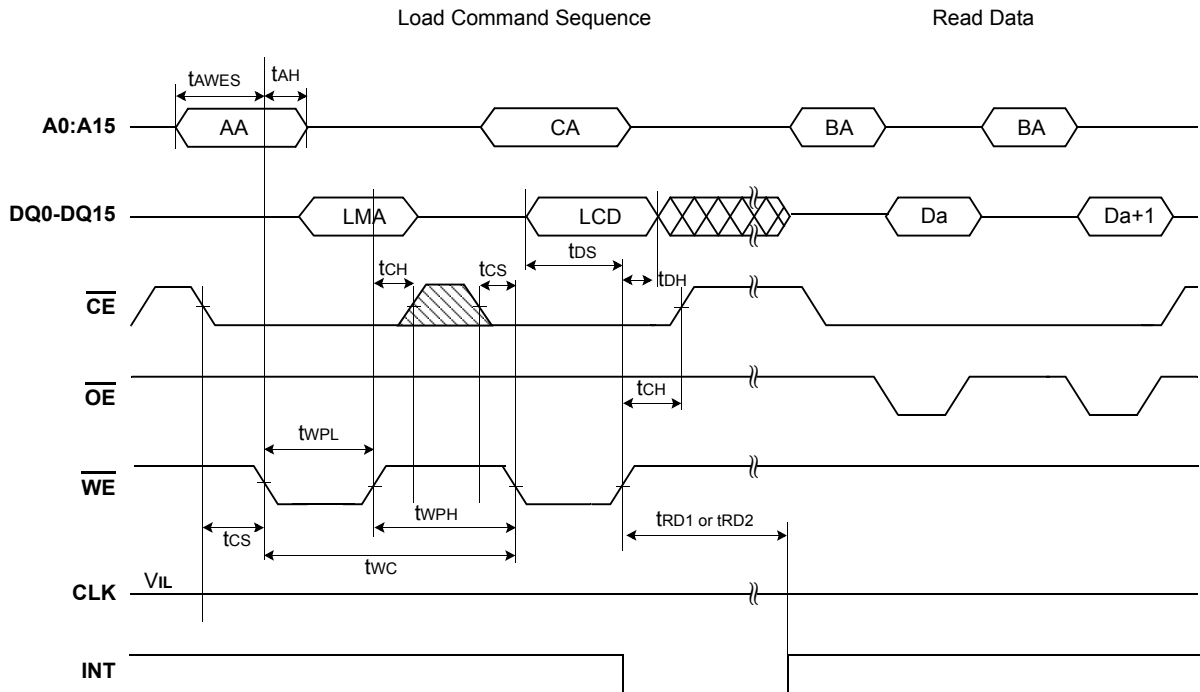 Load Command Sequence
Read Data
tAWES
tAH
A0:A15
AA
CA
BA
BA
DQ0-DQ15
LMA
LCD
Da
Da+1
tCH
tCS
tDS
tDH
CE
OE
tCH
tWPL
WE
tCS
tWPH
tRD1 or tRD2
tWC
CLK
VIL
INT